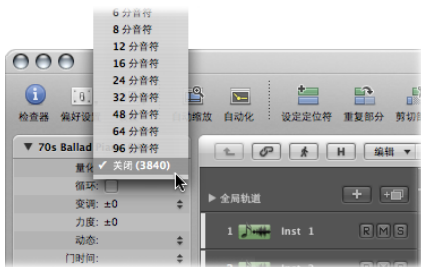 6 分音符
8 分音符
12 分音符
16 分音符
24 分音符
32 分音符
48 分音符
64 分音符
96 分音符
✓ 关闭 (3840)
检查器 偏好设 自动缩放 自动化 设定定位符 重复部分 剪切
▼ 70s Ballad
H 编辑 ▼
量化
循环:
变调: ±0
力度: ±0
动态:
门时间:
▶ 全局轨道
1 Inst 1 R M S